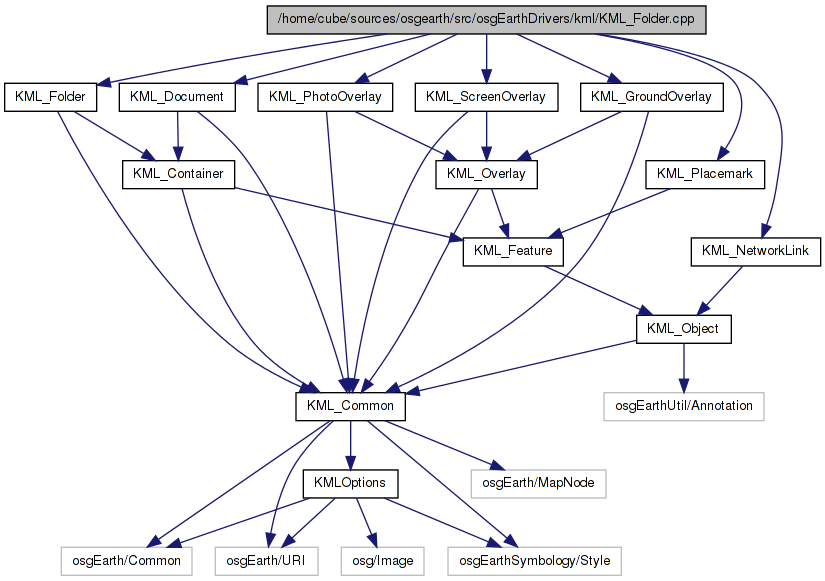 /home/cube/sources/osgearth/src/osgEarthDrivers/kml/KML_Folder.cpp
KML_Folder
KML_Document
KML_PhotoOverlay
KML_ScreenOverlay
KML_GroundOverlay
KML_Container
KML_Overlay
KML_Placemark
KML_Feature
KML_NetworkLink
KML_Object
KML_Common
osgEarthUtil/Annotation
KMLOptions
osgEarth/MapNode
osgEarth/Common
osgEarth/URI
osg/Image
osgEarthSymbology/Style